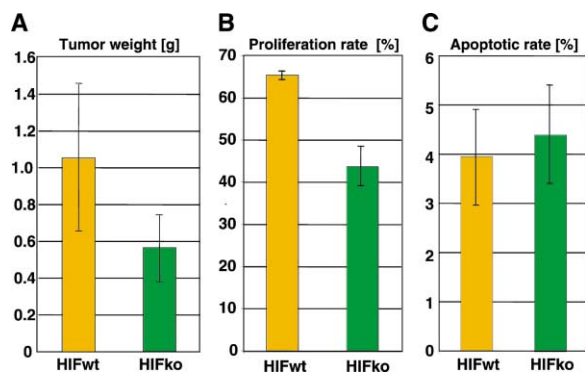 A
Tumor weight [g]
1.6
1.4
1.2
1.0
0.8
0.6
0.4
0.2
0
HIFwt HIFko
B
Proliferation rate [%]
70
60
50
40
30
20
10
0
HIFwt HIFko
C
Apoptotic rate [%]
6
5
4
3
2
1
0
HIFwt HIFko